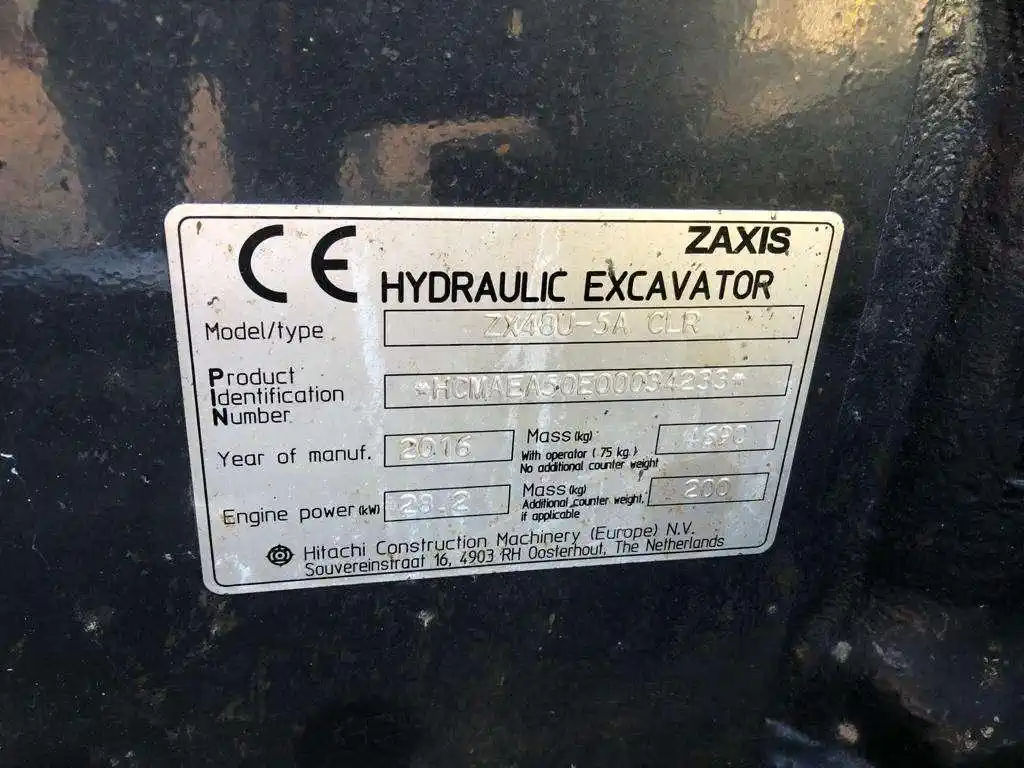 CE ZAXIS
HYDRAULIC EXCAVATOR
Model/type ZX48U-5A CLR
Product
Identification *HCMAEA50E00034233*
Number
Year of manuf. 2016 Mass (kg) 4690
With operator (75 kg.)
No additional counter weight
Engine power (kW) 28.2 Mass (kg) 200
Additional counter weight,
if applicable
Hitachi Construction Machinery (Europe) N.V.
Souvereinstraat 16, 4903 RH Oosterhout, The Netherlands